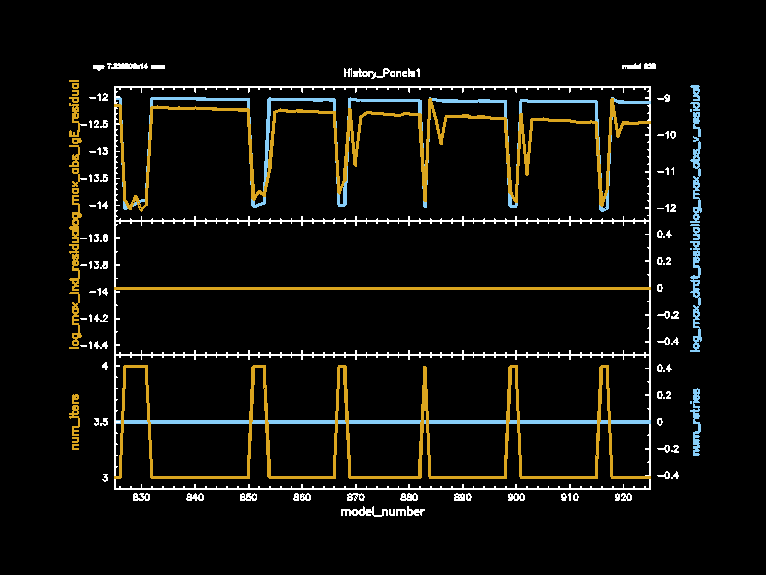 model 925
History_Panels1
log_max_abs_lgE_residual
-12
-12.5
-13
-13.5
-14
-9
-10
-11
-12
log_max_abs_v_residual
log_max_lnd_residual
-13.6
-13.8
-14
-14.2
-14.4
0.4
0.2
0
-0.2
-0.4
log_max_drdt_residual
num_iters
4
3.5
3
0.4
0.2
0
-0.2
-0.4
num_retries
830 840 850 860 870 880 890 900 910 920
model_number